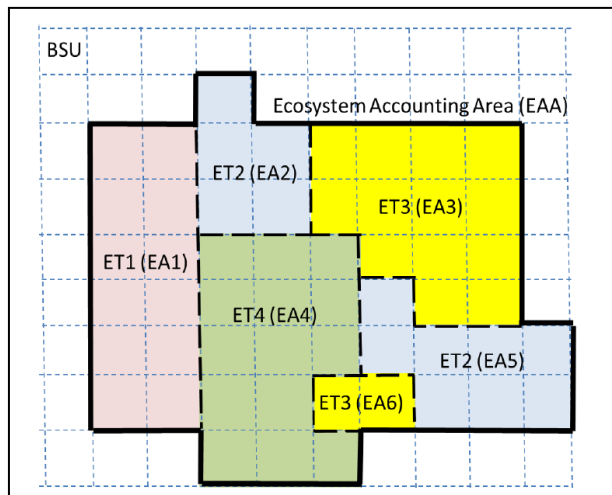 BSU
Ecosystem Accounting Area (EAA)
ET2 (EA2)
ET3 (EA3)
ET1 (EA1)
ET4 (EA4)
ET2 (EA5)
ET3 (EA6)